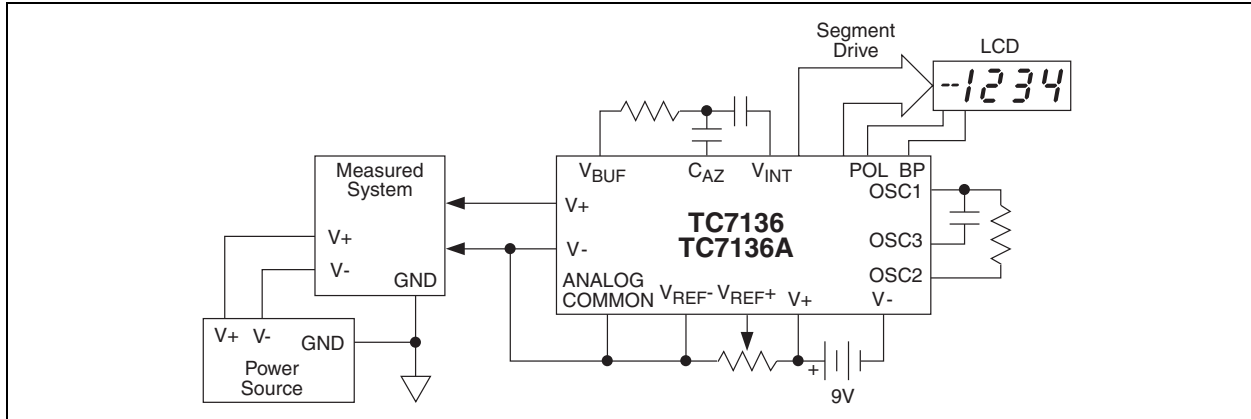 Segment
Drive
LCD
--1234
VBUF
CAZ
VINT
POL
BP
OSC1
OSC3
OSC2
Measured
System
V+
V-
GND
V+
V-
TC7136
TC7136A
ANALOG
COMMON
VREF-
VREF+
V+
V-
V+
V-
GND
Power
Source
+
9V